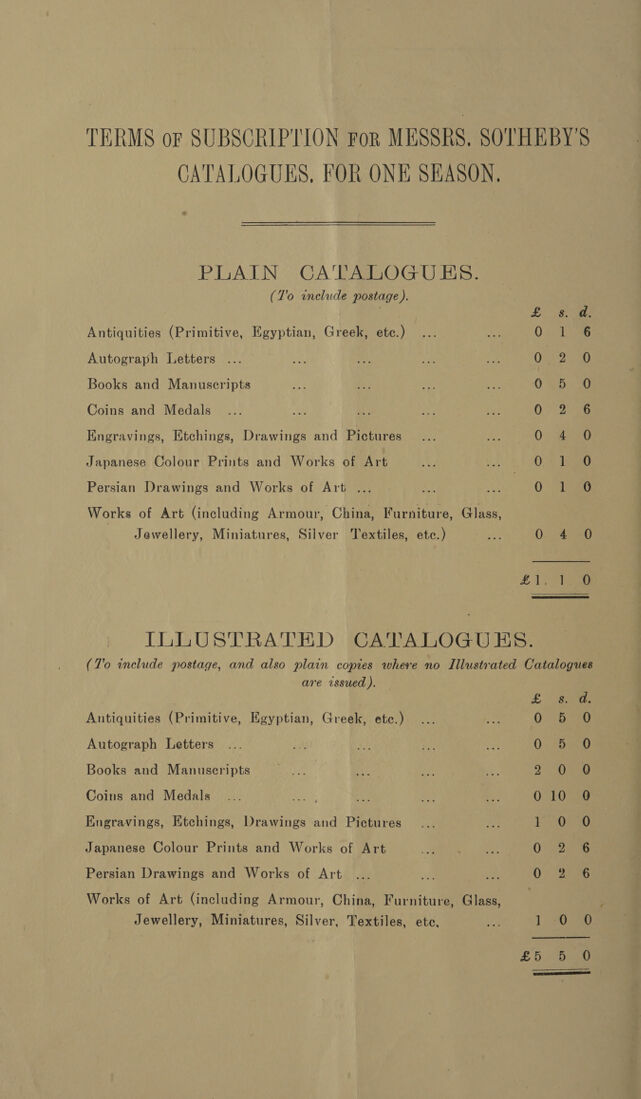 TERMS OF SUBSCRIPTION FOR MESSRS. SOTHEBY'S
CATALOGUES, FOR ONE SEASON.
PLAIN CATALOGUES.
(To include postage).
£ s. d.
Antiquities (Primitive, Egyptian, Greek, etc.) ... ... 0 1 6
Autograph Letters ... ... ... ... ... 0 2 0
Books and Manuscripts ... ... ... ... 0 5 0
Coins and Medals ... ... ... ... ... 0 2 6
Engravings, Etchings, Drawings and Pictures ... ... 0 4 0
Japanese Colour Prints and Works of Art ... ... 0 1 0
Persian Drawings and Works of Art ... ... ... 0 1 0
Works of Art (including Armour, China, Furniture, Glass,
Jewellery, Miniatures, Silver Textiles, etc.) ... 0 4 0
£1. 1 0
ILLUSTRATED CATALOGUES.
(To include postage, and also plain copies where no Illustrated Catalogues
are issued).
£ s. d.
Antiquities (Primitive, Egyptian, Greek, etc.) ... ... 0 5 0
Autograph Letters ... ... ... ... ... 0 5 0
Books and Manuscripts ... ... ... ... 2 0 0
Coins and Medals ... ... ... ... ... 0 10 0
Engravings, Etchings, Drawings and Pictures ... ... 1 0 0
Japanese Colour Prints and Works of Art ... ... 0 2 6
Persian Drawings and Works of Art ... ... ... 0 2 6
Works of Art (including Armour, China, Furniture, Glass,
Jewellery, Miniatures, Silver, Textiles, etc. ... 1 0 0
£5 5 0